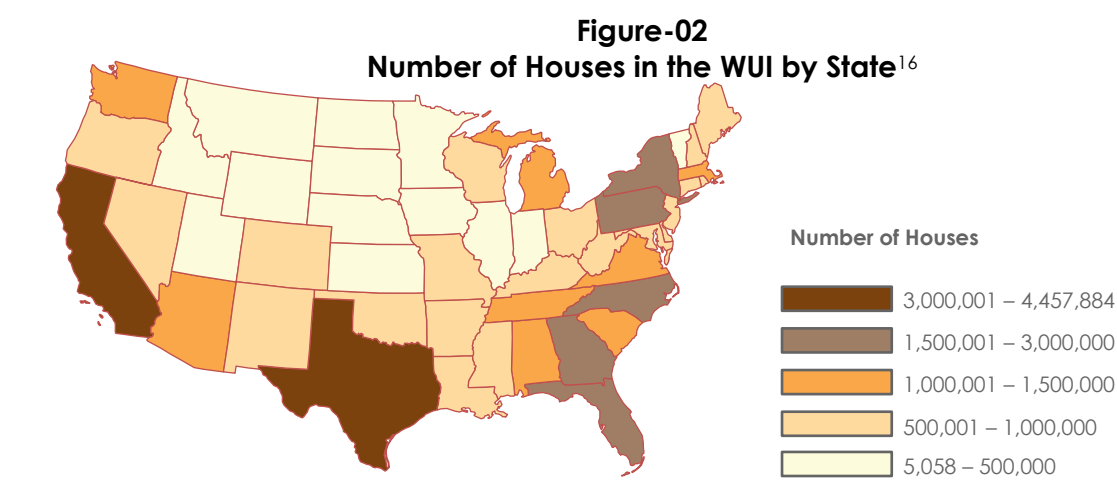 Figure-02
Number of Houses in the WUI by State16
Number of Houses
3,000,001 – 4,457,884
1,500,001 – 3,000,000
1,000,001 – 1,500,000
500,001 – 1,000,000
5,058 – 500,000